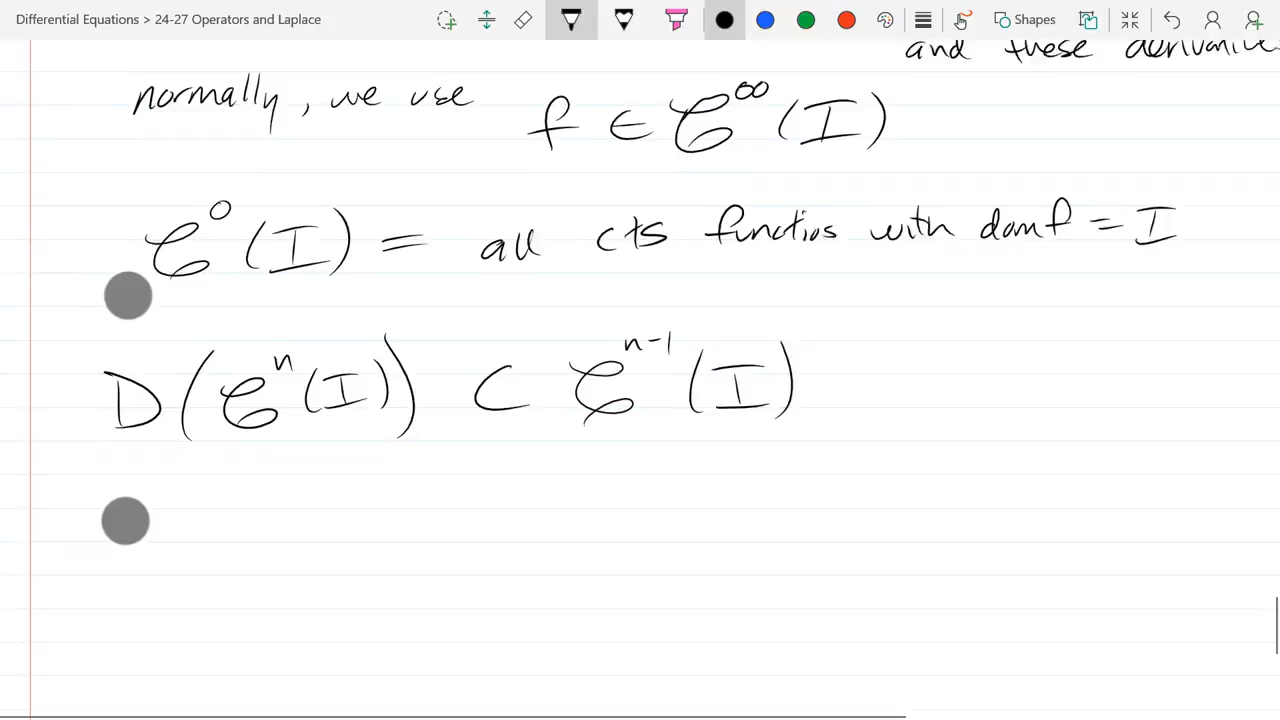 Differential Equations > 24-27 Operators and Laplace
Shapes
and these derivative
normally, we use f ∈ 𝒞^∞ (I)
𝒞^0 (I) = all cts functios with dom f = I
D(𝒞^n (I)) ⊂ 𝒞^{n-1} (I)